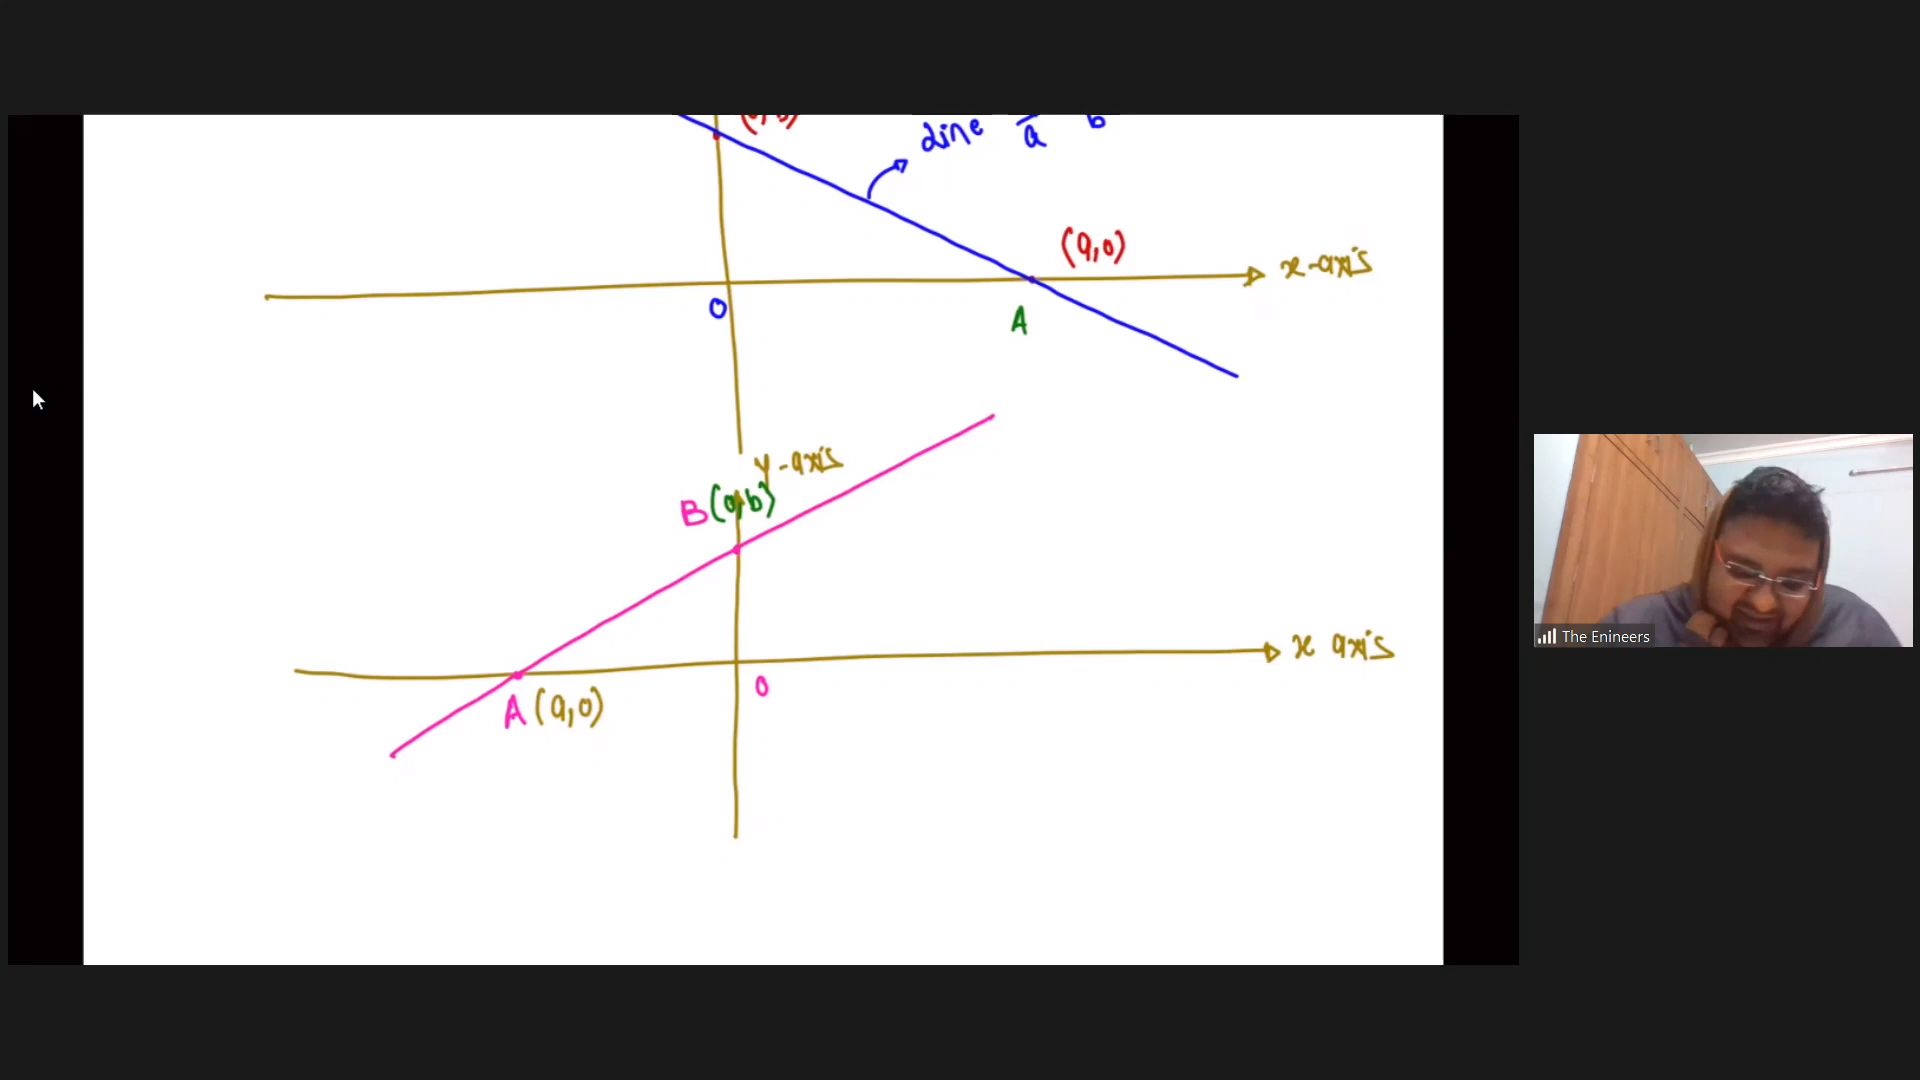 Line a b
(a,0)
x-axis
O
A
y-axis
B(0,b)
x axis
A(a,0)
O
The Enineers